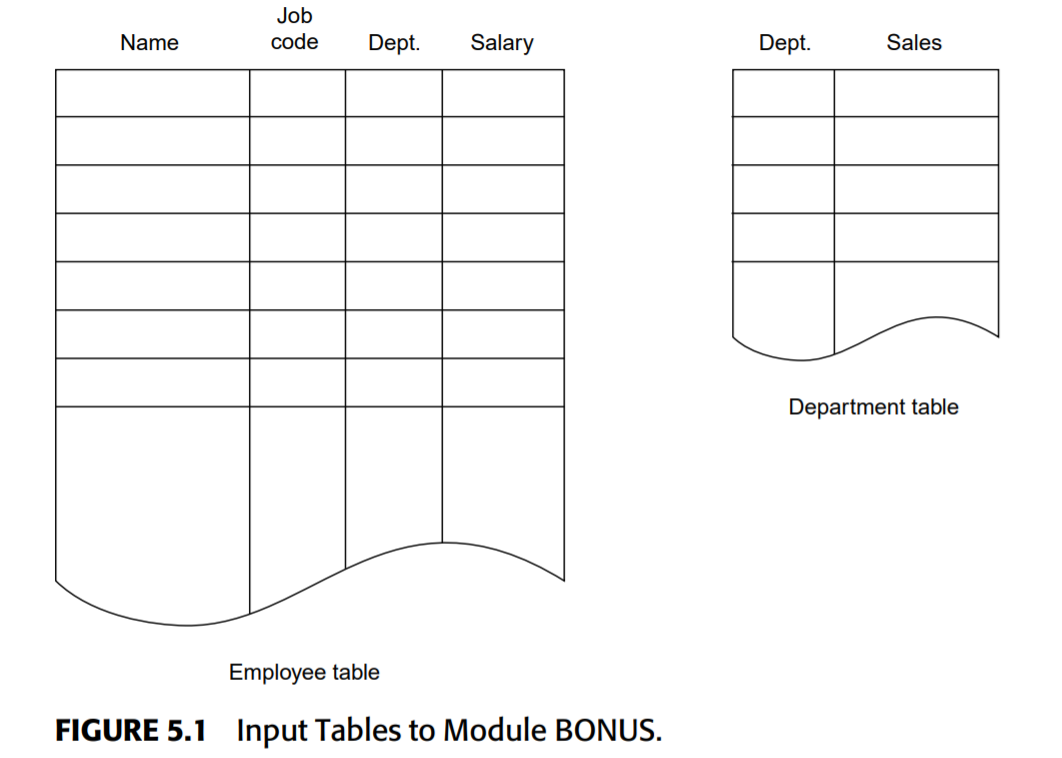 Name
Job
code
Dept.
Salary
Dept.
Sales
Department table
Employee table
FIGURE 5.1 Input Tables to Module BONUS.